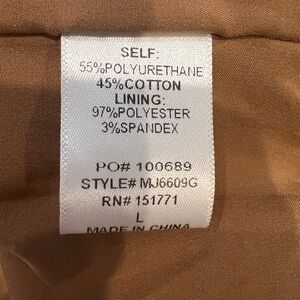 SELF:
55%POLYURETHANE
45%COTTON
LINING:
97%POLYESTER
3%SPANDEX
PO# 100689
STYLE# MJ6609G
RN# 151771
L
MADE IN CHINA